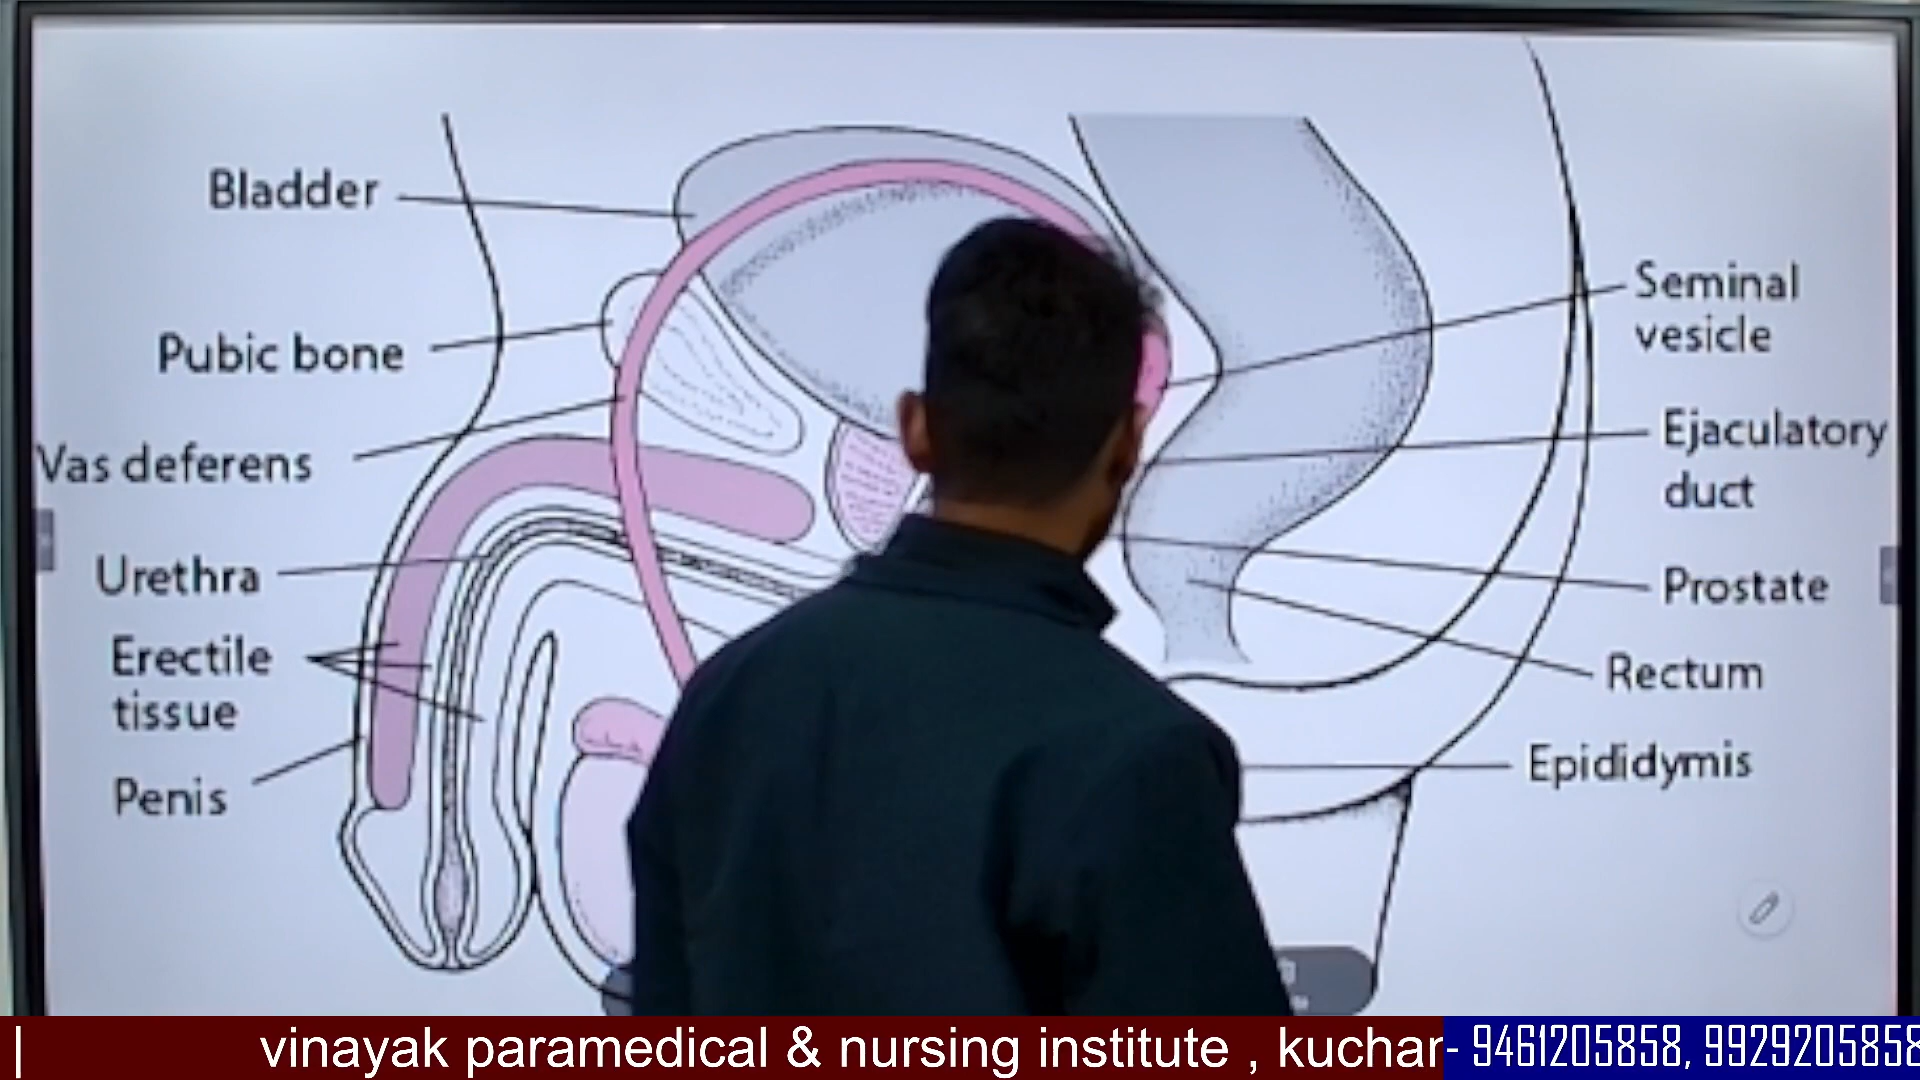 Bladder
Pubic bone
Vas deferens
Urethra
Erectile
tissue
Penis
Seminal
vesicle
Ejaculatory
duct
Prostate
Rectum
Epididymis
| vinayak paramedical & nursing institute , kuchar- 9461205858, 9929205858